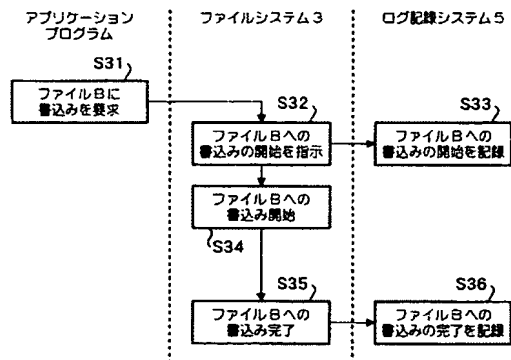 アプリケーション
プログラム
ファイルシステム3
ログ記録システム5
S31
ファイルBに
書込みを要求
S32
ファイルBへの
書込みの開始を指示
S33
ファイルBへの
書込みの開始を記録
ファイルBへの
書込み開始
S34
S35
ファイルBへの
書込み完了
S36
ファイルBへの
書込みの完了を記録